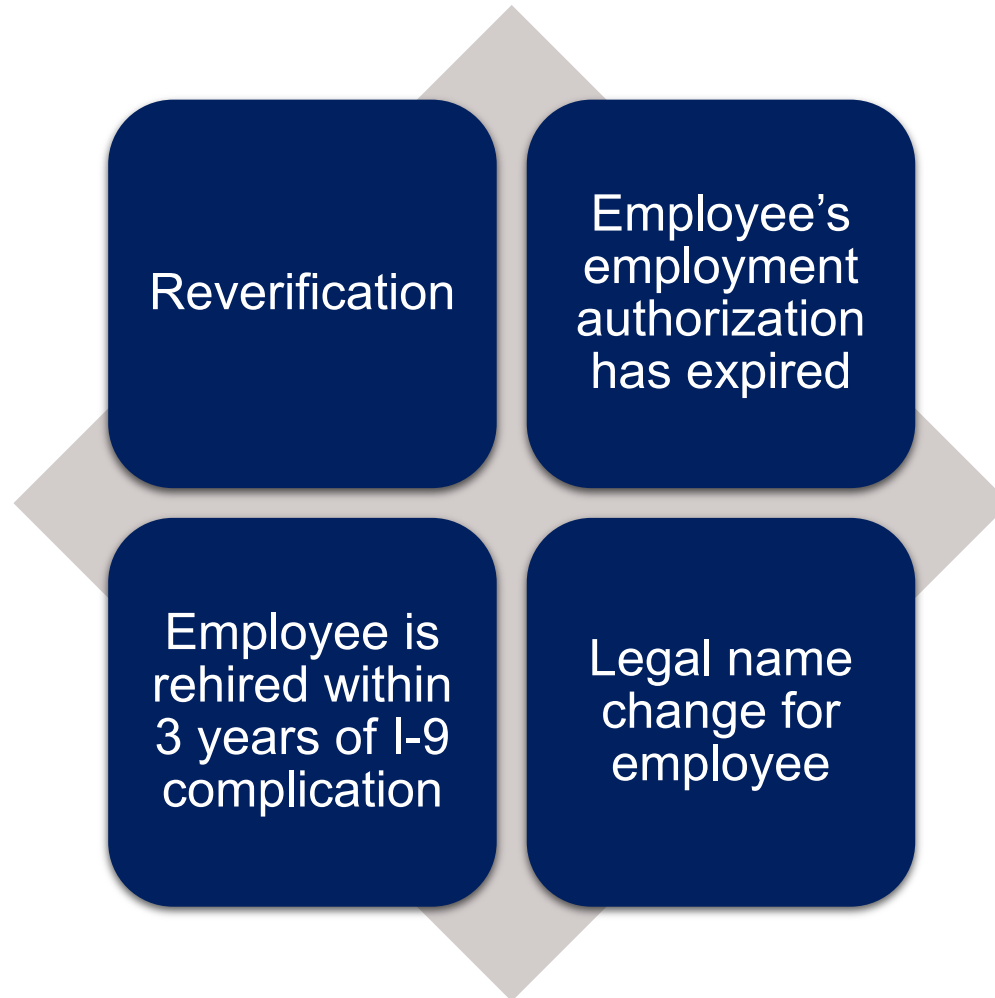 Reverification
Employee’s
employment
authorization
has expired
Employee is
rehired within
3 years of I-9
complication
Legal name
change for
employee